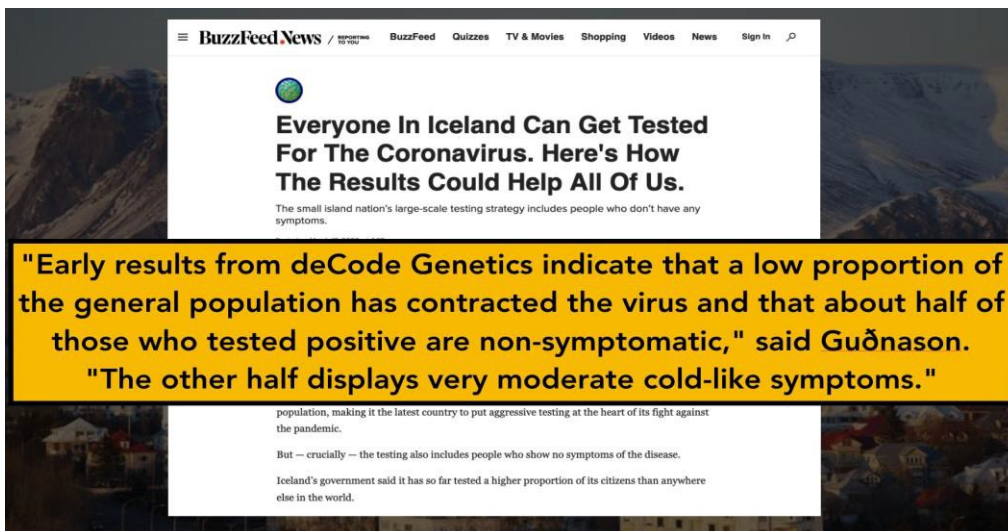 BuzzFeed News / REPORTING TO YOU BuzzFeed Quizzes TV & Movies Shopping Videos News Sign In
Everyone In Iceland Can Get Tested
For The Coronavirus. Here's How
The Results Could Help All Of Us.
The small island nation's large-scale testing strategy includes people who don't have any
symptoms.
"Early results from deCode Genetics indicate that a low proportion of
the general population has contracted the virus and that about half of
those who tested positive are non-symptomatic," said Guðnason.
"The other half displays very moderate cold-like symptoms."
population, making it the latest country to put aggressive testing at the heart of its fight against
the pandemic.
But — crucially — the testing also includes people who show no symptoms of the disease.
Iceland's government said it has so far tested a higher proportion of its citizens than anywhere
else in the world.